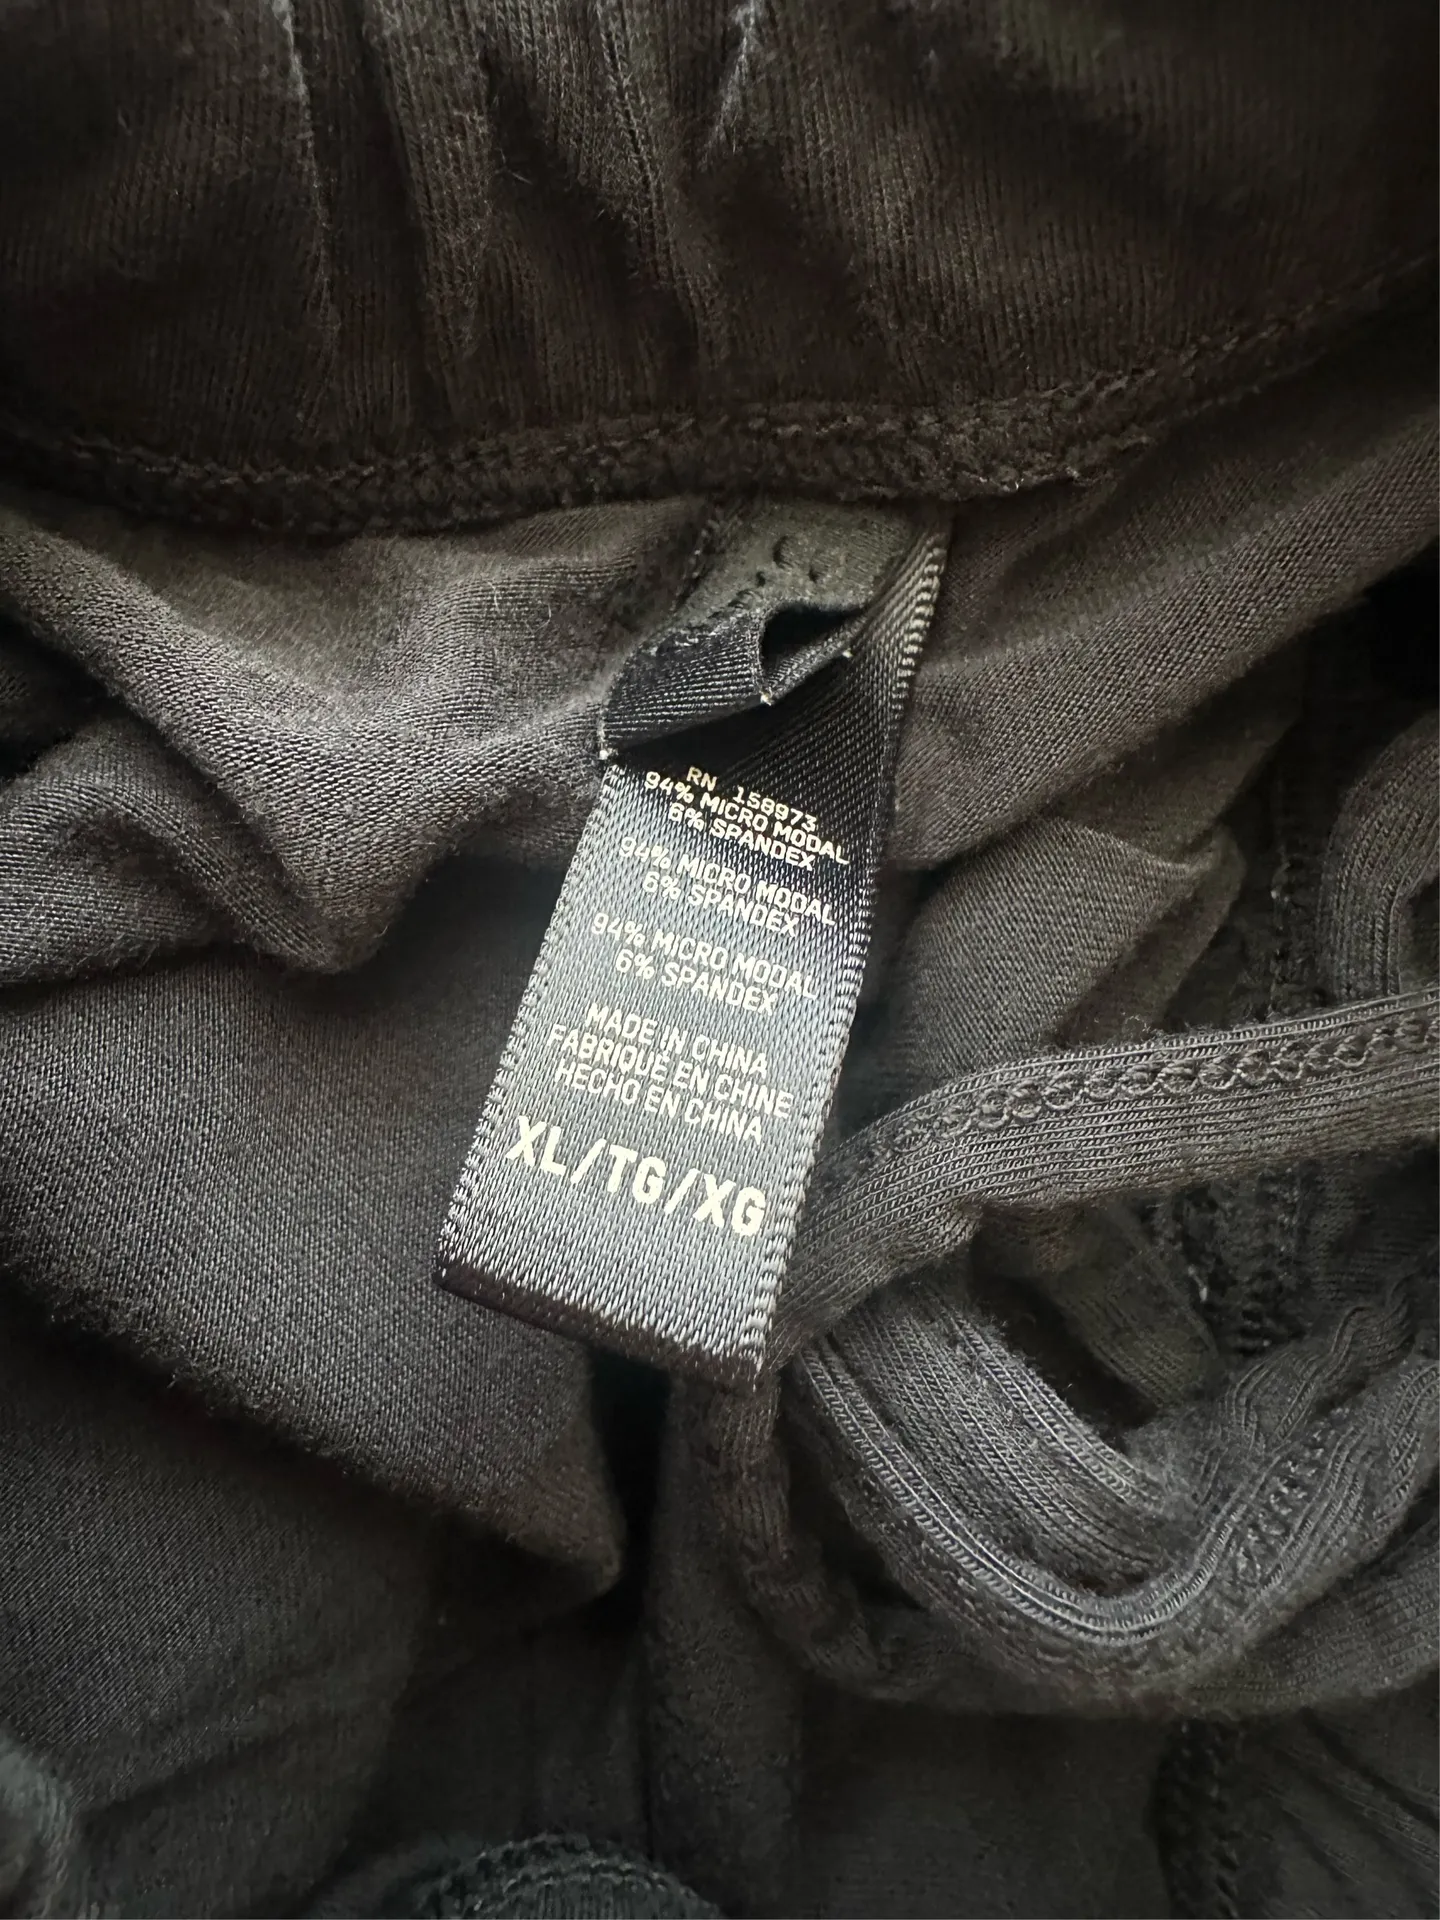 RN 158973
94% MICRO MODAL
6% SPANDEX
94% MICRO MODAL
6% SPANDEX
94% MICRO MODAL
6% SPANDEX
MADE IN CHINA
FABRIQUÉ EN CHINE
HECHO EN CHINA
XL/TG/XG